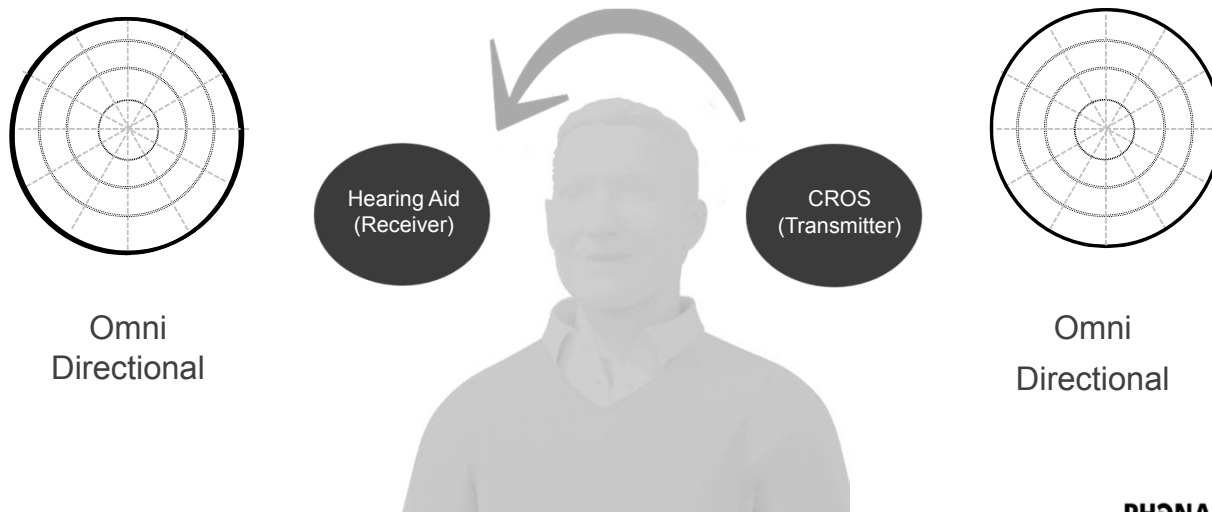 Hearing Aid
(Receiver)
CROS
(Transmitter)
Omni
Directional
Omni
Directional